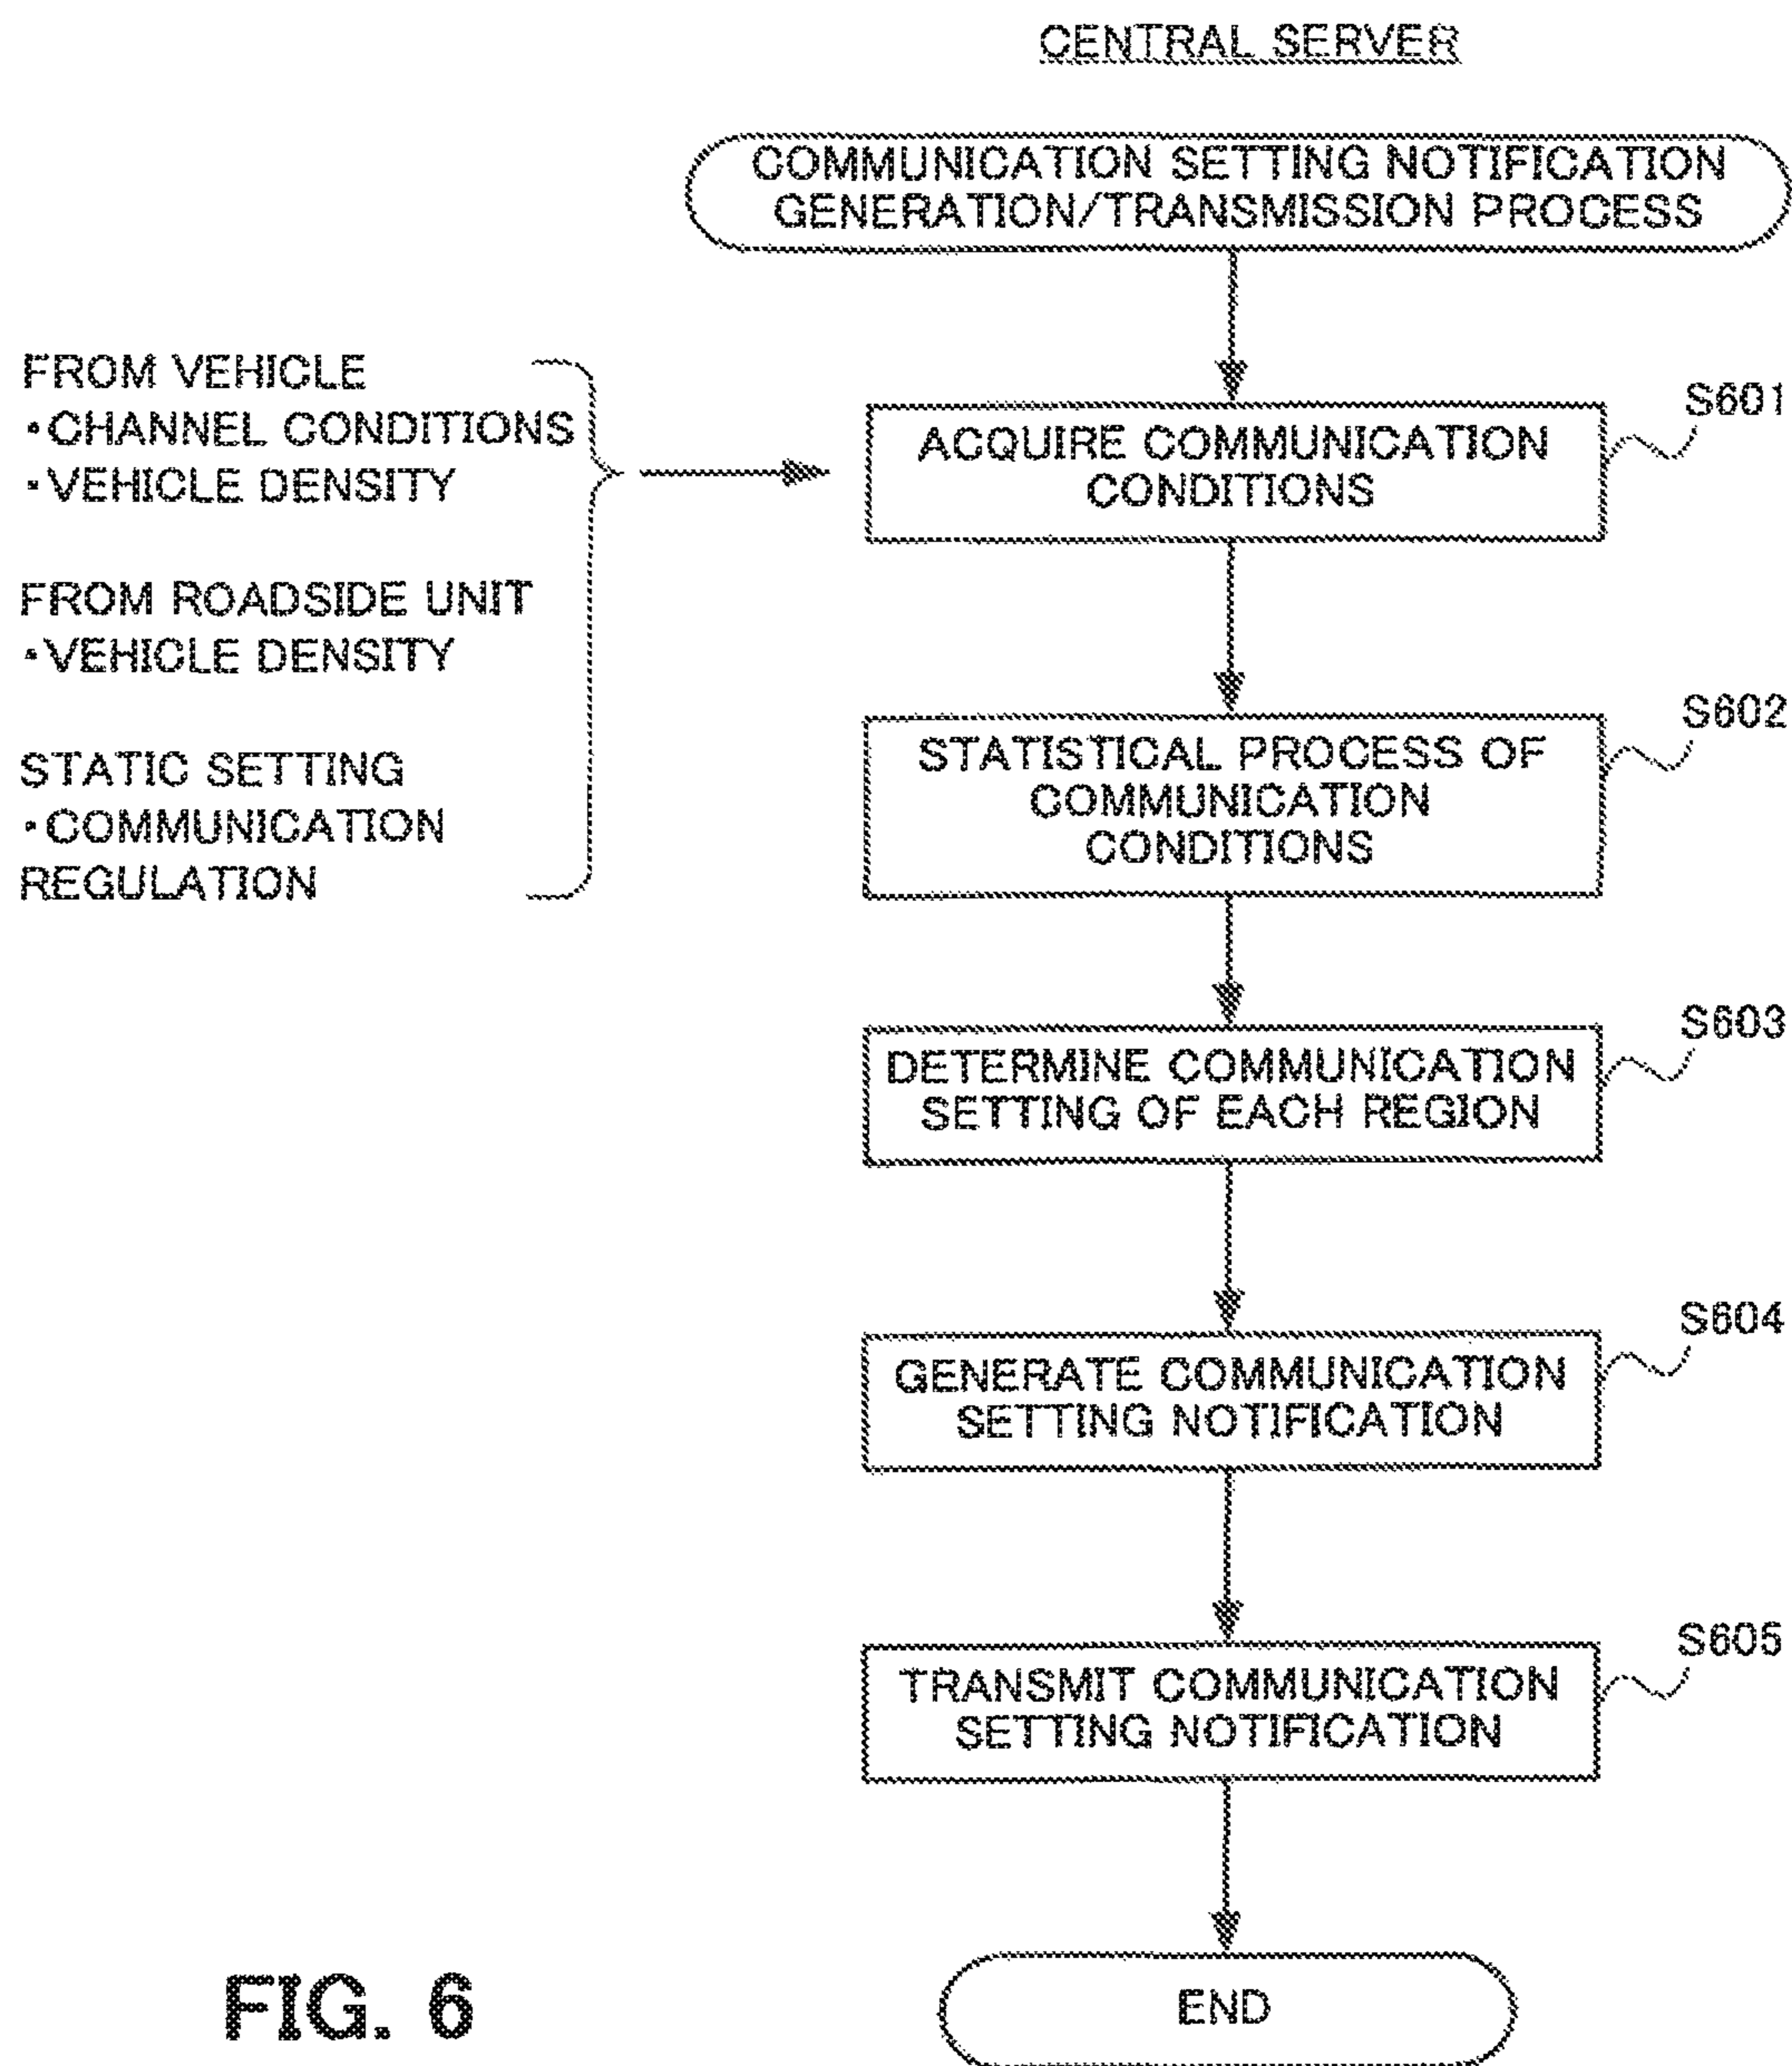 CENTRAL SERVER
COMMUNICATION SETTING NOTIFICATION
GENERATION/TRANSMISSION PROCESS
FROM VEHICLE
・CHANNEL CONDITIONS
・VEHICLE DENSITY
FROM ROADSIDE UNIT
・VEHICLE DENSITY
STATIC SETTING
・COMMUNICATION
REGULATION
S601
ACQUIRE COMMUNICATION
CONDITIONS
S602
STATISTICAL PROCESS OF
COMMUNICATION
CONDITIONS
S603
DETERMINE COMMUNICATION
SETTING OF EACH REGION
S604
GENERATE COMMUNICATION
SETTING NOTIFICATION
S605
TRANSMIT COMMUNICATION
SETTING NOTIFICATION
END
FIG. 6